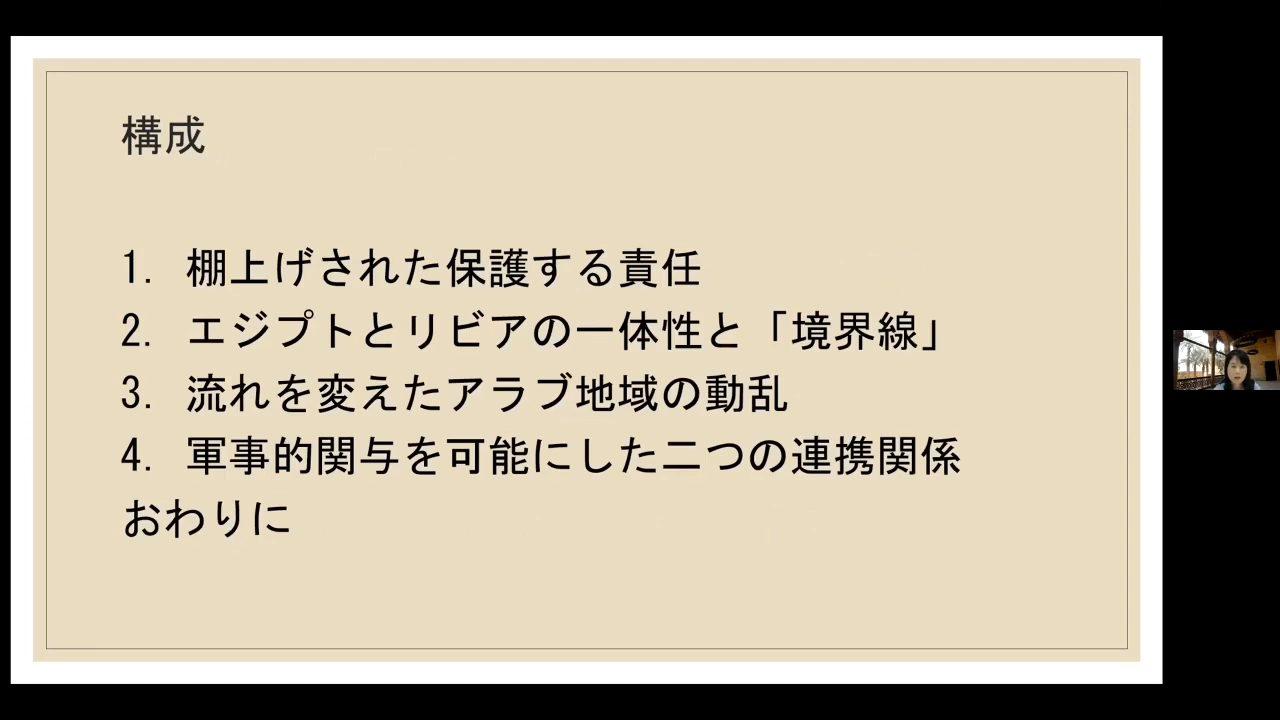 構成
1. 棚上げされた保護する責任
2. エジプトとリビアの一体性と「境界線」
3. 流れを変えたアラブ地域の動乱
4. 軍事的関与を可能にした二つの連携関係
おわりに